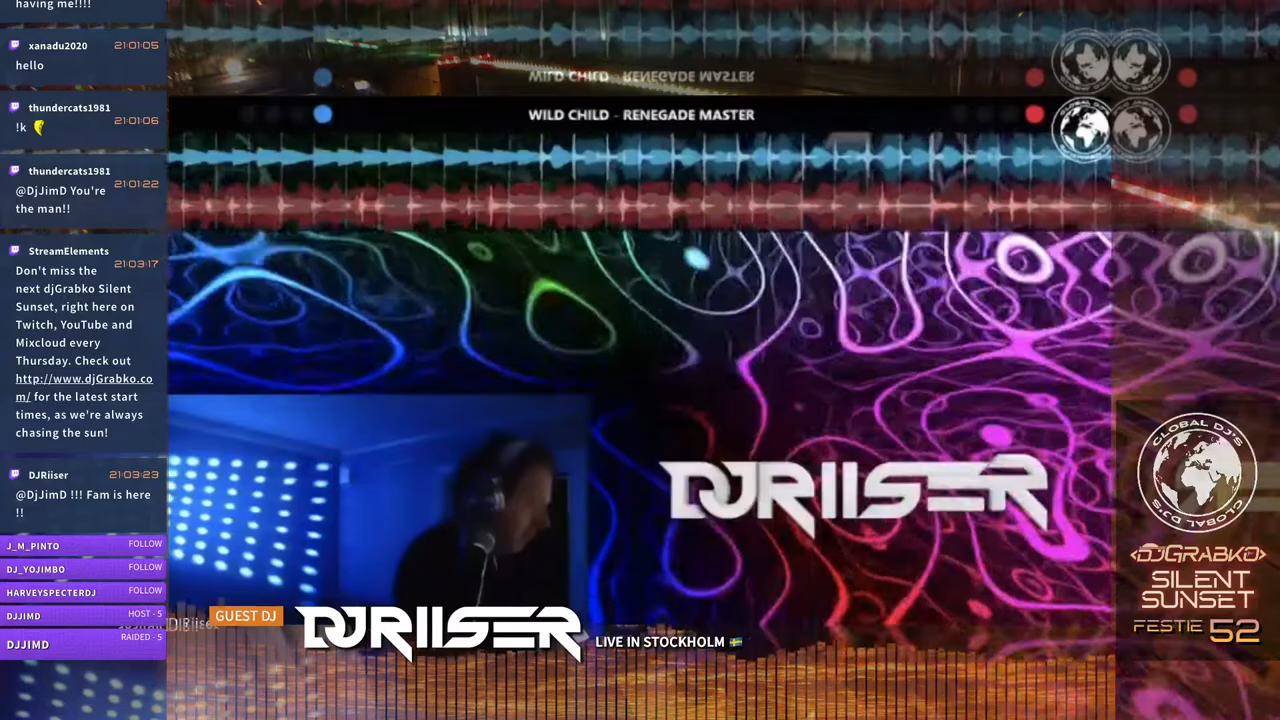 having me!!!!
xanadu2020
21:01:05
hello
thundercats1981
!k
21:01:06
thundercats1981
@DjJimD You're
21:01:22
the man!!
StreamElements
21:03:17
Don't miss the
next djGrabko Silent
Sunset, right here on
Twitch, YouTube and
Mixcloud every
Thursday. Check out
http://www.djGrabko.co
m/ for the latest start
times, as we're always
chasing the sun!
DJRiiser
21:03:23
@DjJimD !!! Fam is here
!!
J_M_PINTO FOLLOW
DJ_YOJIMBO FOLLOW
HARVEYSPECTERDJ FOLLOW
DJJIMD HOST - 5
DJJIMD RAIDED - 5
WILD CHILD - RENEGADE MASTER
WILD CHILD - RENEGADE MASTER
DJRIISER
GUEST DJ
DJRIISER
LIVE IN STOCKHOLM
GLOBAL DJ'S
GLOBAL DJ'S
<DJGRABKO>
SILENT
SUNSET
FESTIE 52